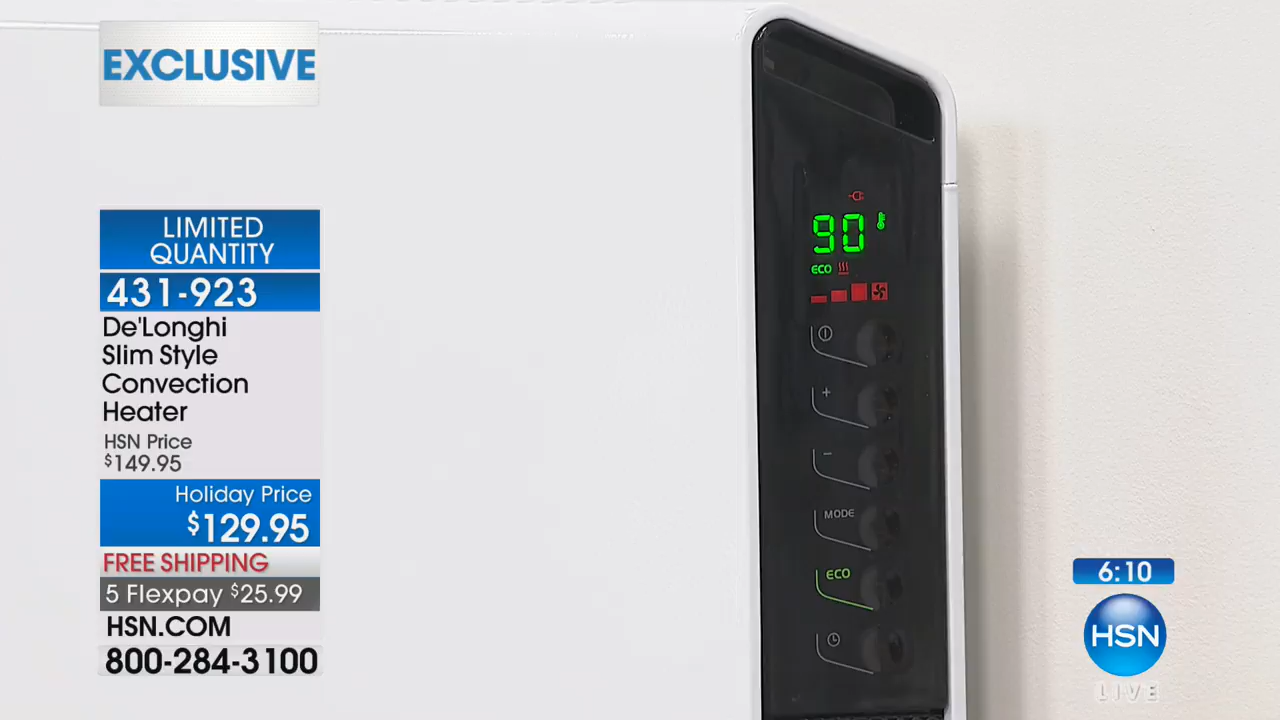 EXCLUSIVE
LIMITED
QUANTITY
431-923
De'Longhi
Slim Style
Convection
Heater
HSN Price
$149.95
Holiday Price
$129.95
FREE SHIPPING
5 Flexpay $25.99
HSN.COM
800-284-3100
90
ECO
+
-
MODE
ECO
6:10
HSN
LIVE